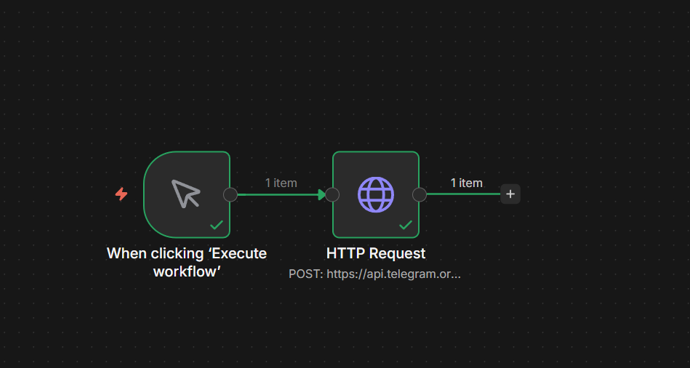 1 item
1 item
When clicking ‘Execute
workflow’
HTTP Request
POST: https://api.telegram.or...